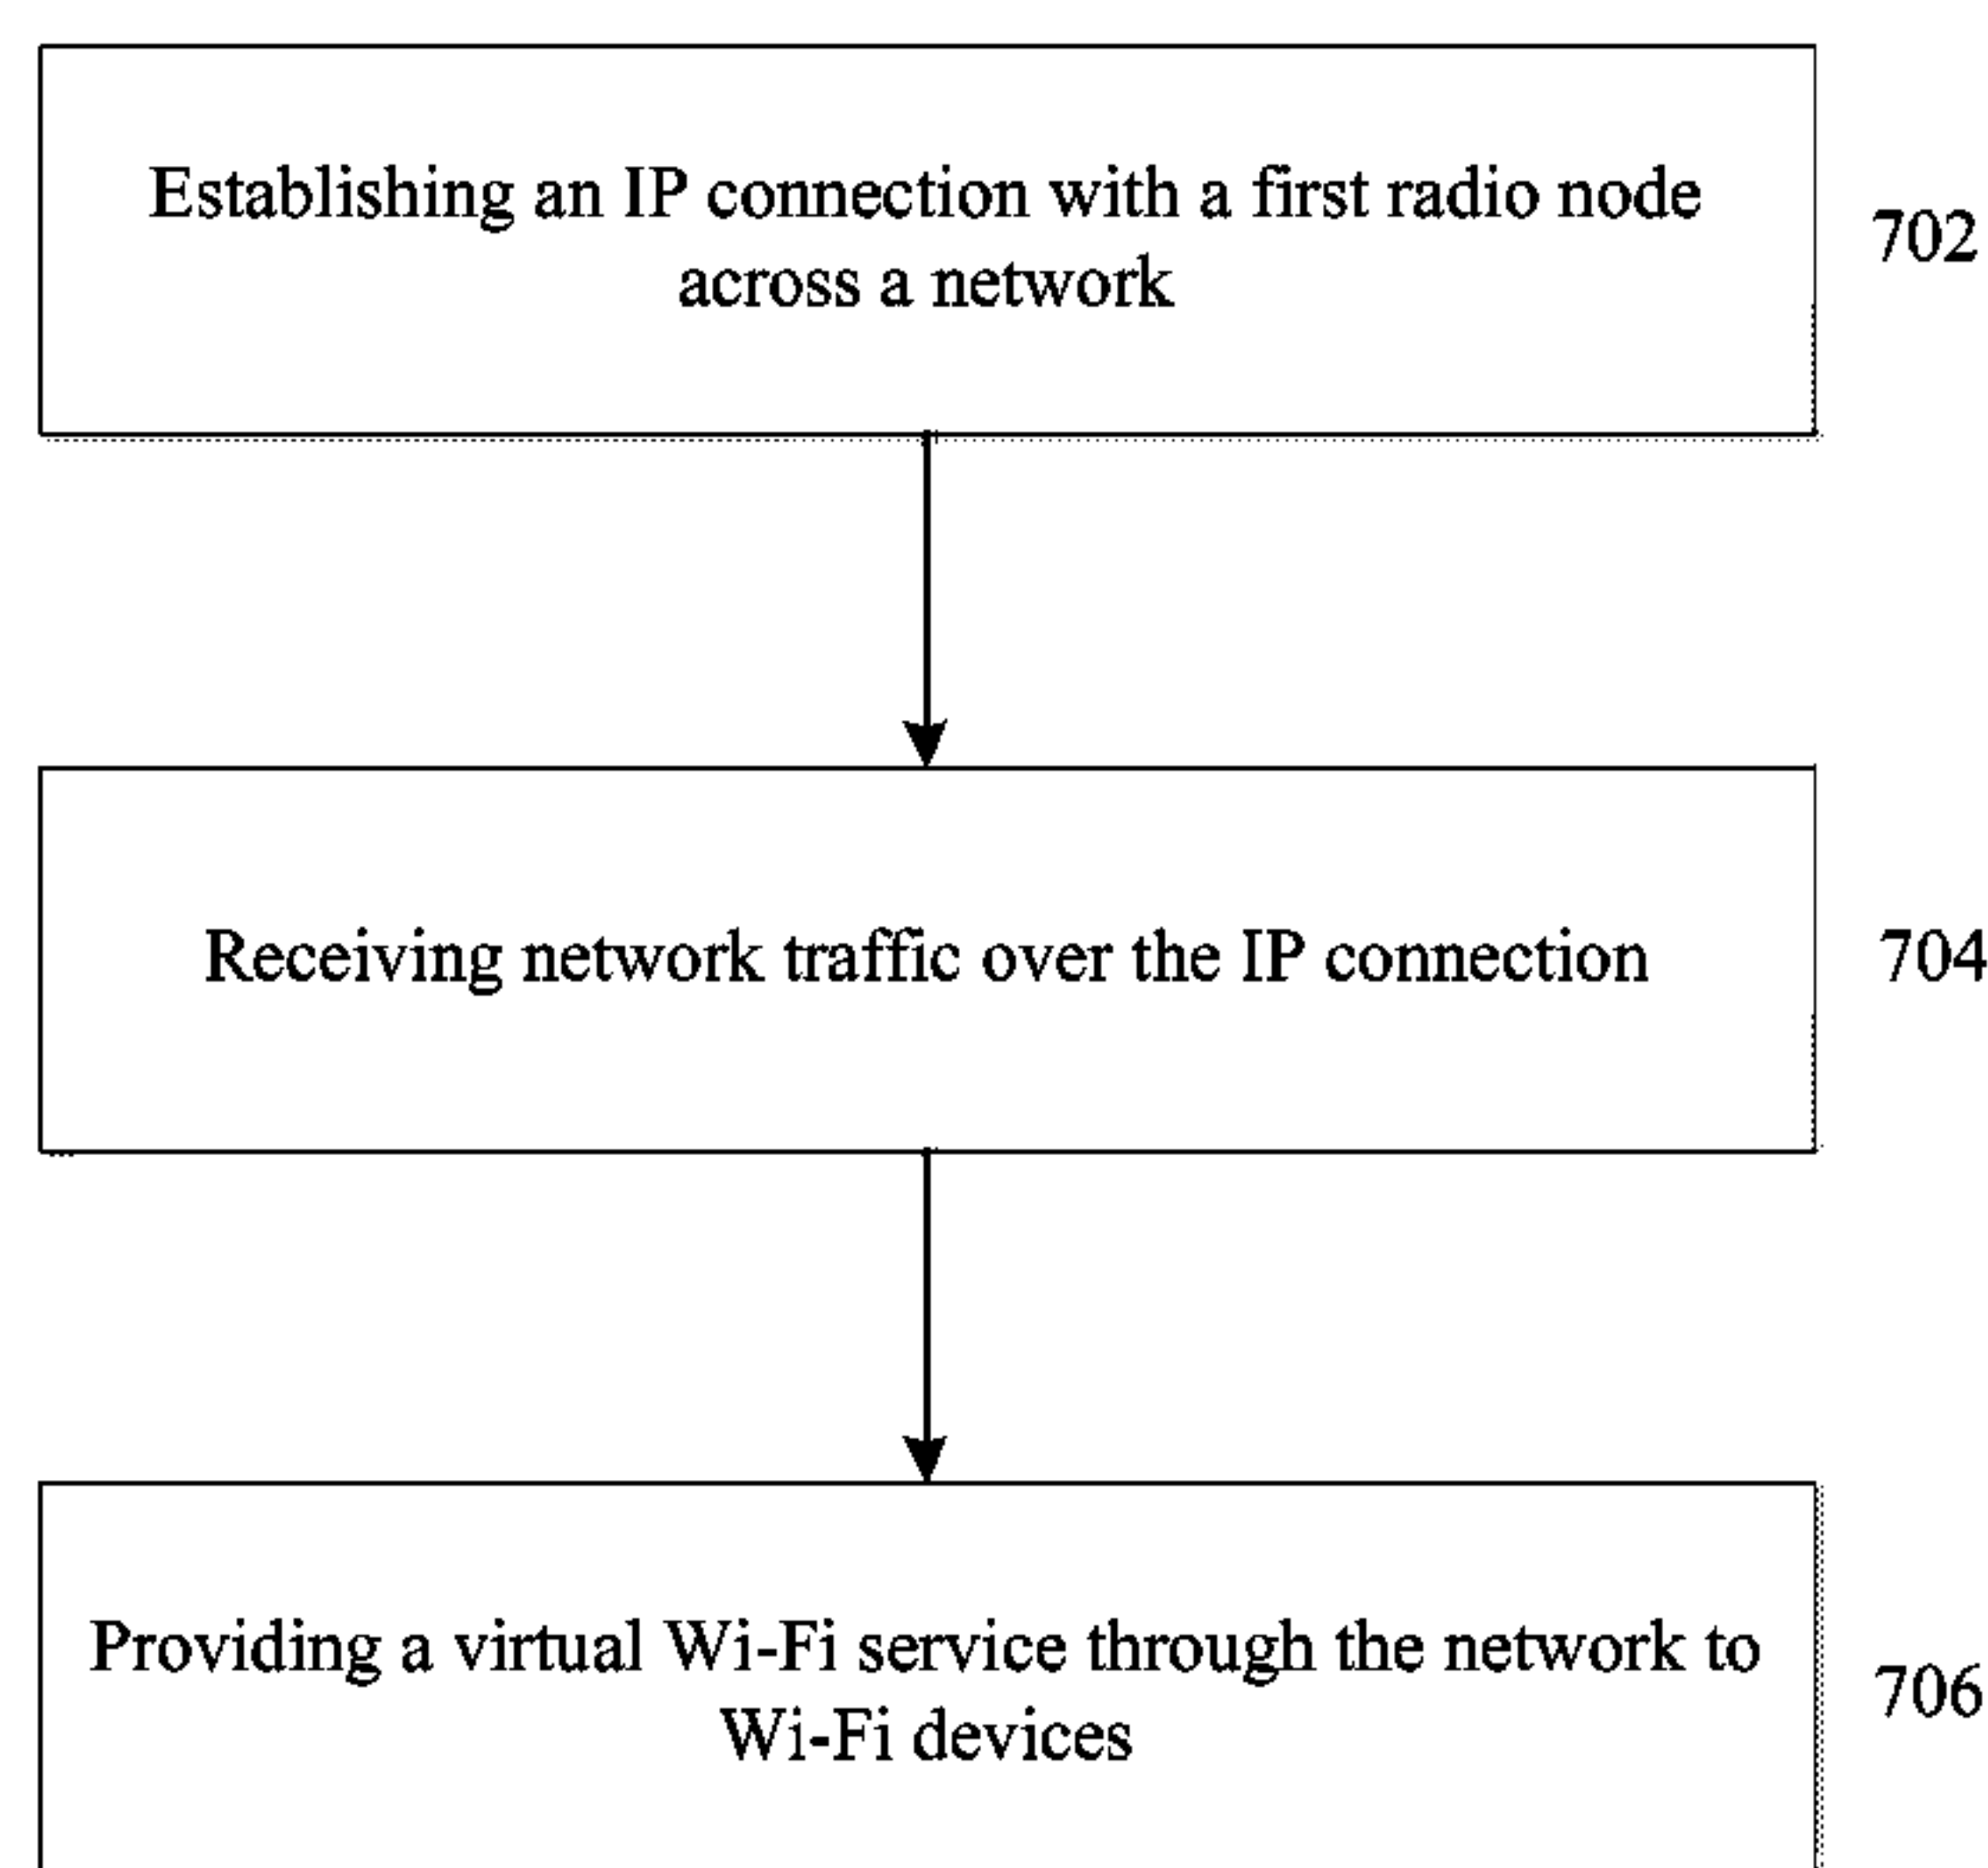 Establishing an IP connection with a first radio node
across a network
702
Receiving network traffic over the IP connection
704
Providing a virtual Wi-Fi service through the network to
Wi-Fi devices
706